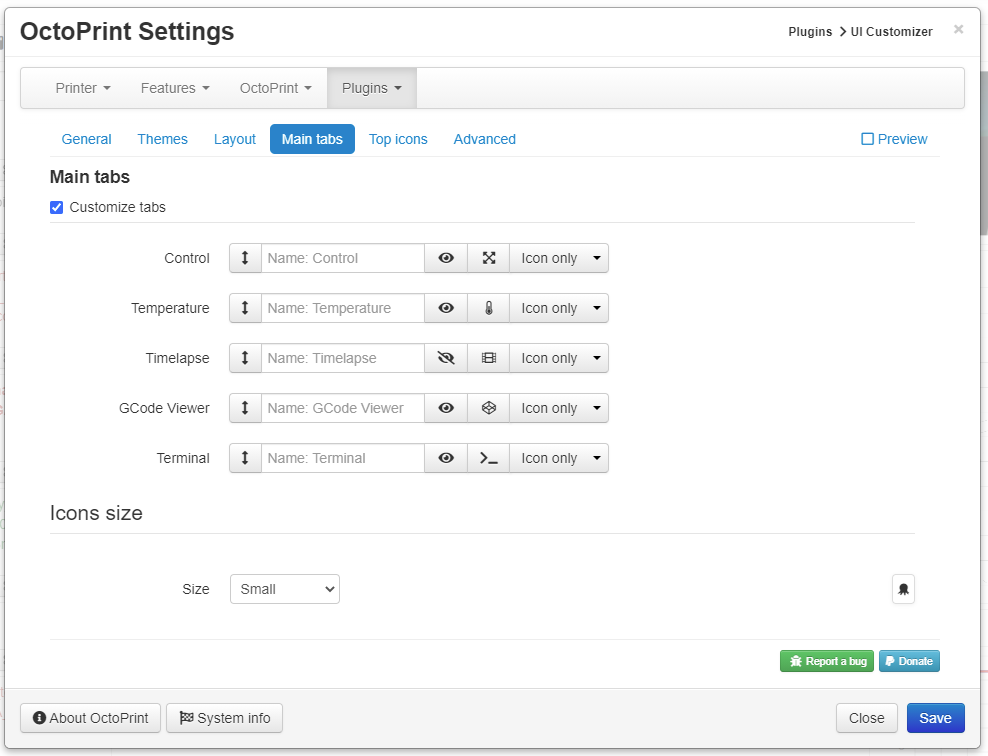 OctoPrint Settings
Plugins > UI Customizer ×
Printer Features OctoPrint Plugins
General Themes Layout Main tabs Top icons Advanced Preview
Main tabs
Customize tabs
Control Name: Control Icon only
Temperature Name: Temperature Icon only
Timelapse Name: Timelapse Icon only
GCode Viewer Name: GCode Viewer Icon only
Terminal Name: Terminal Icon only
Icons size
Size Small
Report a bug Donate
About OctoPrint System info Close Save